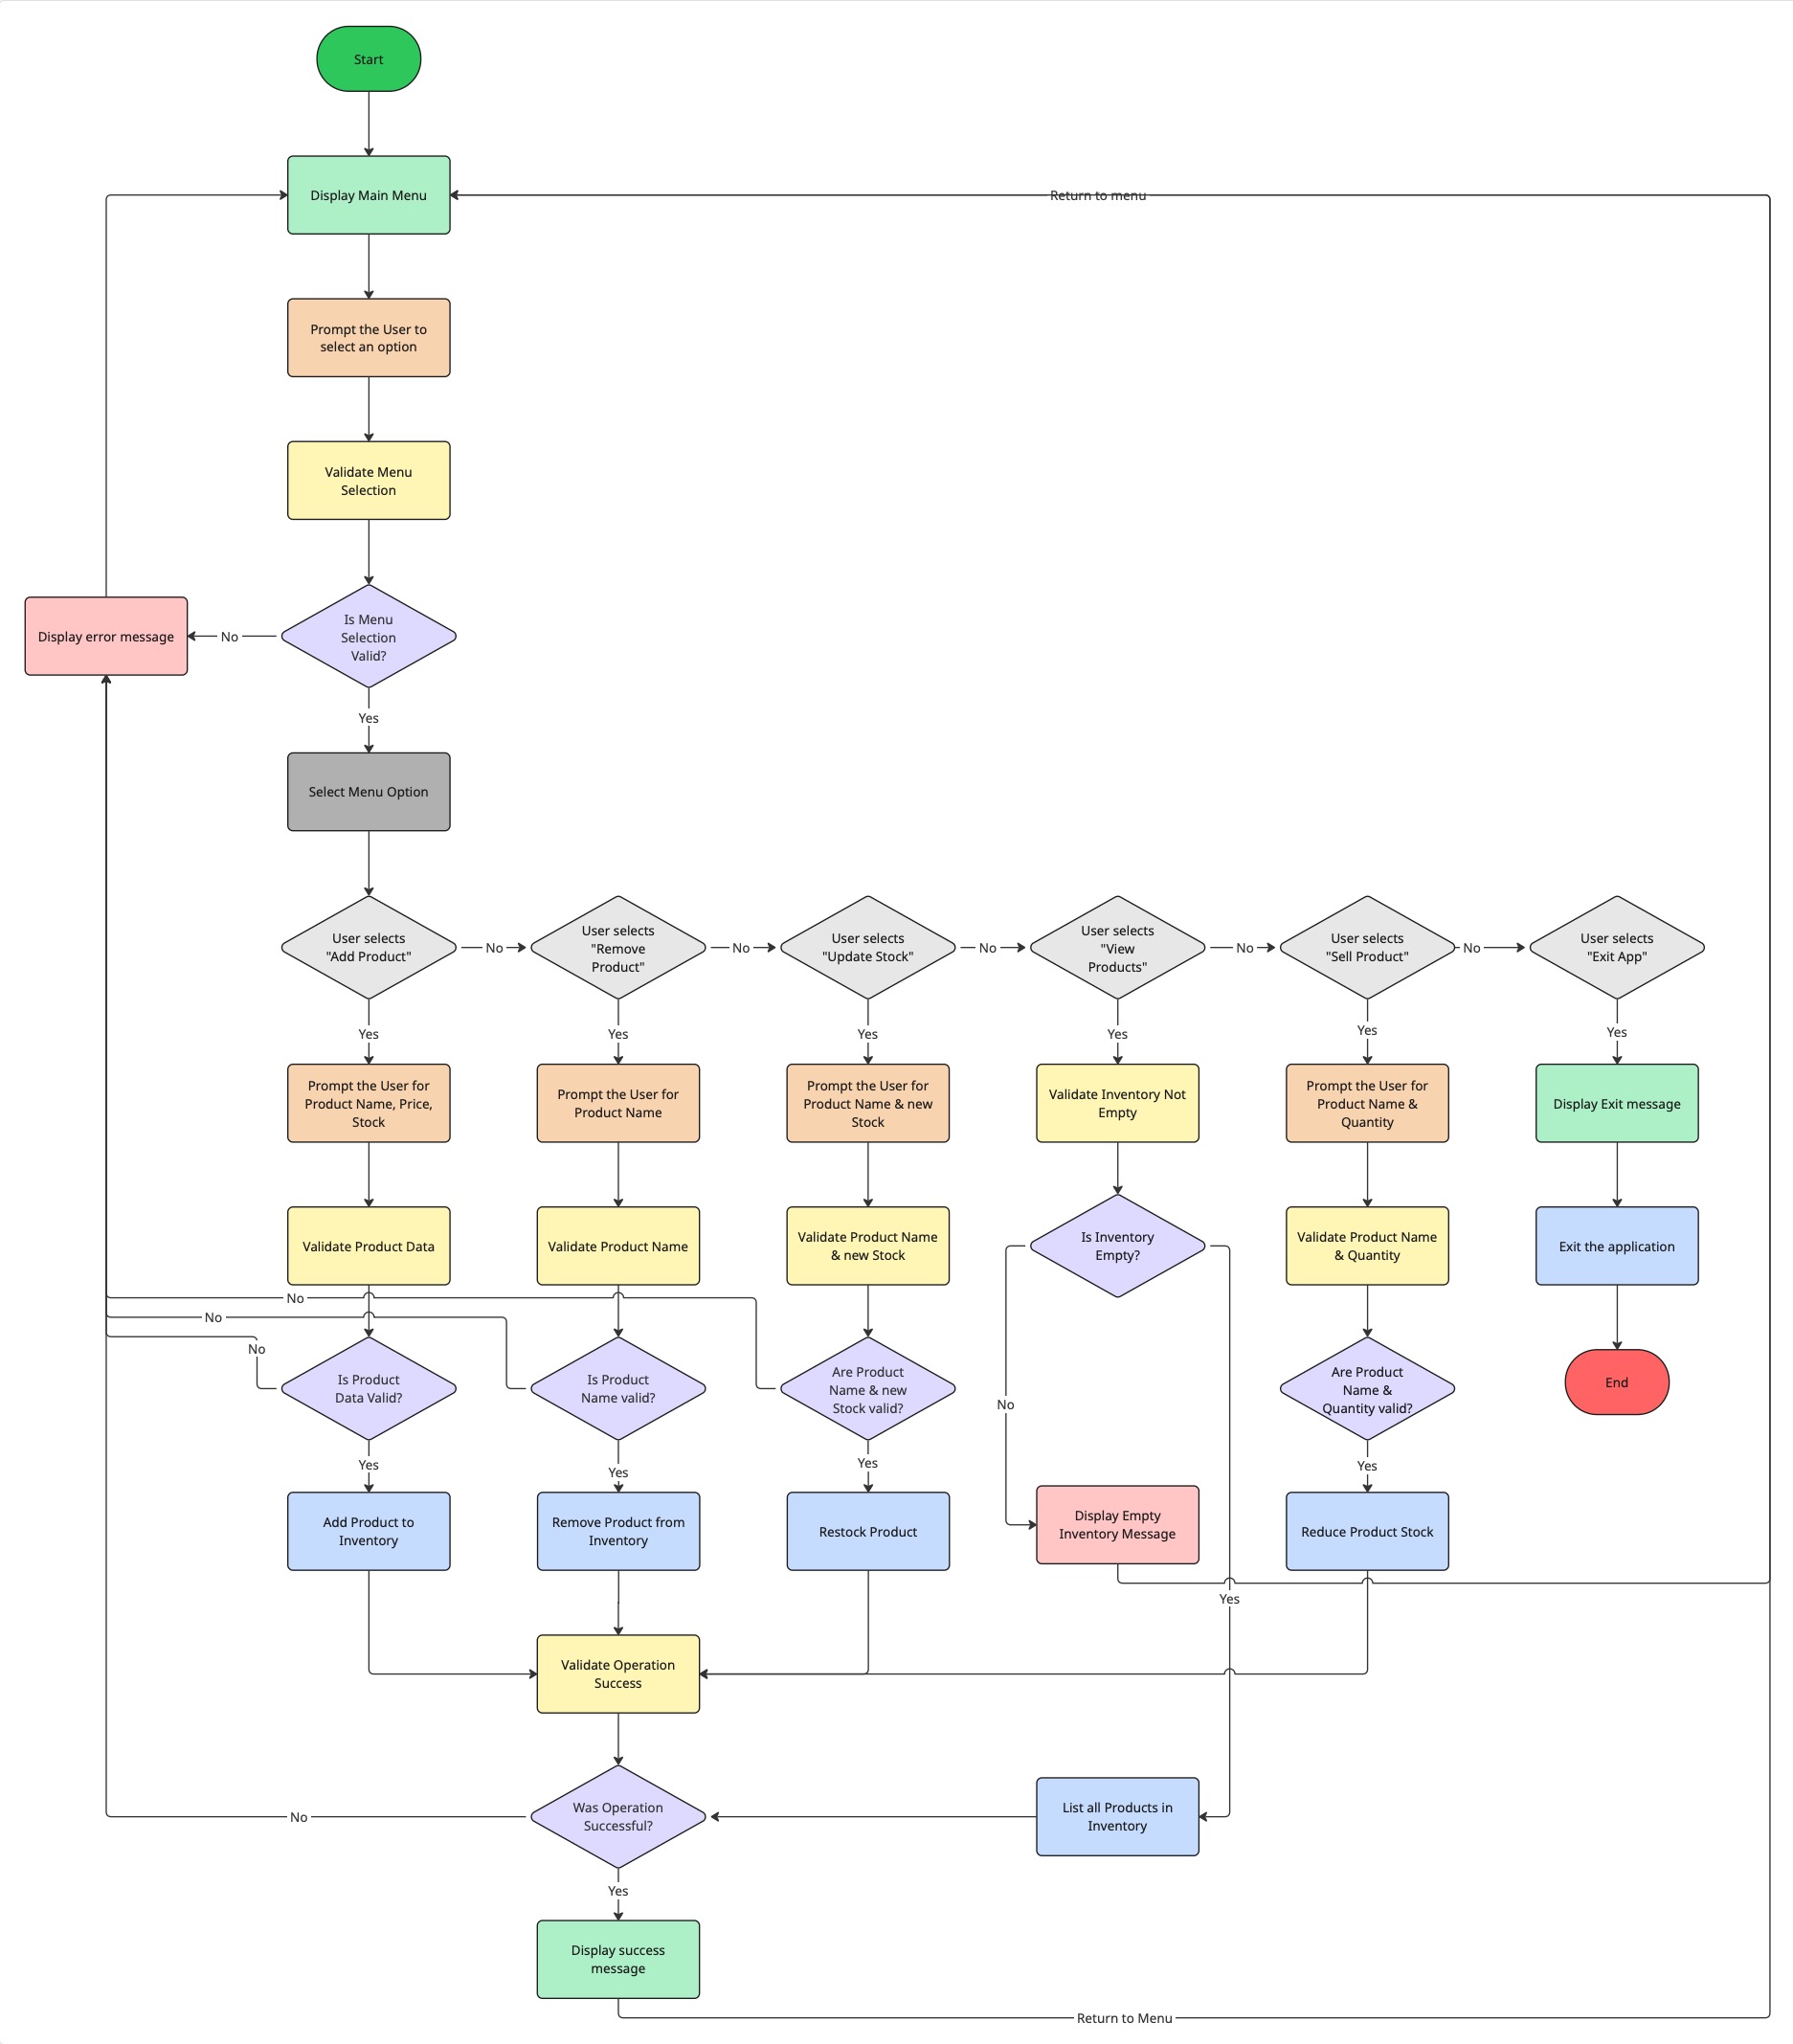 Start
Display Main Menu
Return to menu
Prompt the User to
select an option
Validate Menu
Selection
Is Menu
Selection
Valid?
No
Display error message
Yes
Select Menu Option
User selects
"Add Product"
No
User selects
"Remove
Product"
No
User selects
"Update Stock"
No
User selects
"View
Products"
No
User selects
"Sell Product"
No
User selects
"Exit App"
Yes
Yes
Yes
Yes
Yes
Yes
Prompt the User for
Product Name, Price,
Stock
Prompt the User for
Product Name
Prompt the User for
Product Name & new
Stock
Validate Inventory Not
Empty
Prompt the User for
Product Name &
Quantity
Display Exit message
Validate Product Data
Validate Product Name
Validate Product Name
& new Stock
Is Inventory
Empty?
Validate Product Name
& Quantity
Exit the application
No
No
No
Is Product
Data Valid?
Is Product
Name valid?
Are Product
Name & new
Stock valid?
No
Are Product
Name &
Quantity valid?
End
Yes
Yes
Yes
Yes
Add Product to
Inventory
Remove Product from
Inventory
Restock Product
Display Empty
Inventory Message
Reduce Product Stock
Yes
Validate Operation
Success
No
Was Operation
Successful?
List all Products in
Inventory
Yes
Display success
message
Return to Menu